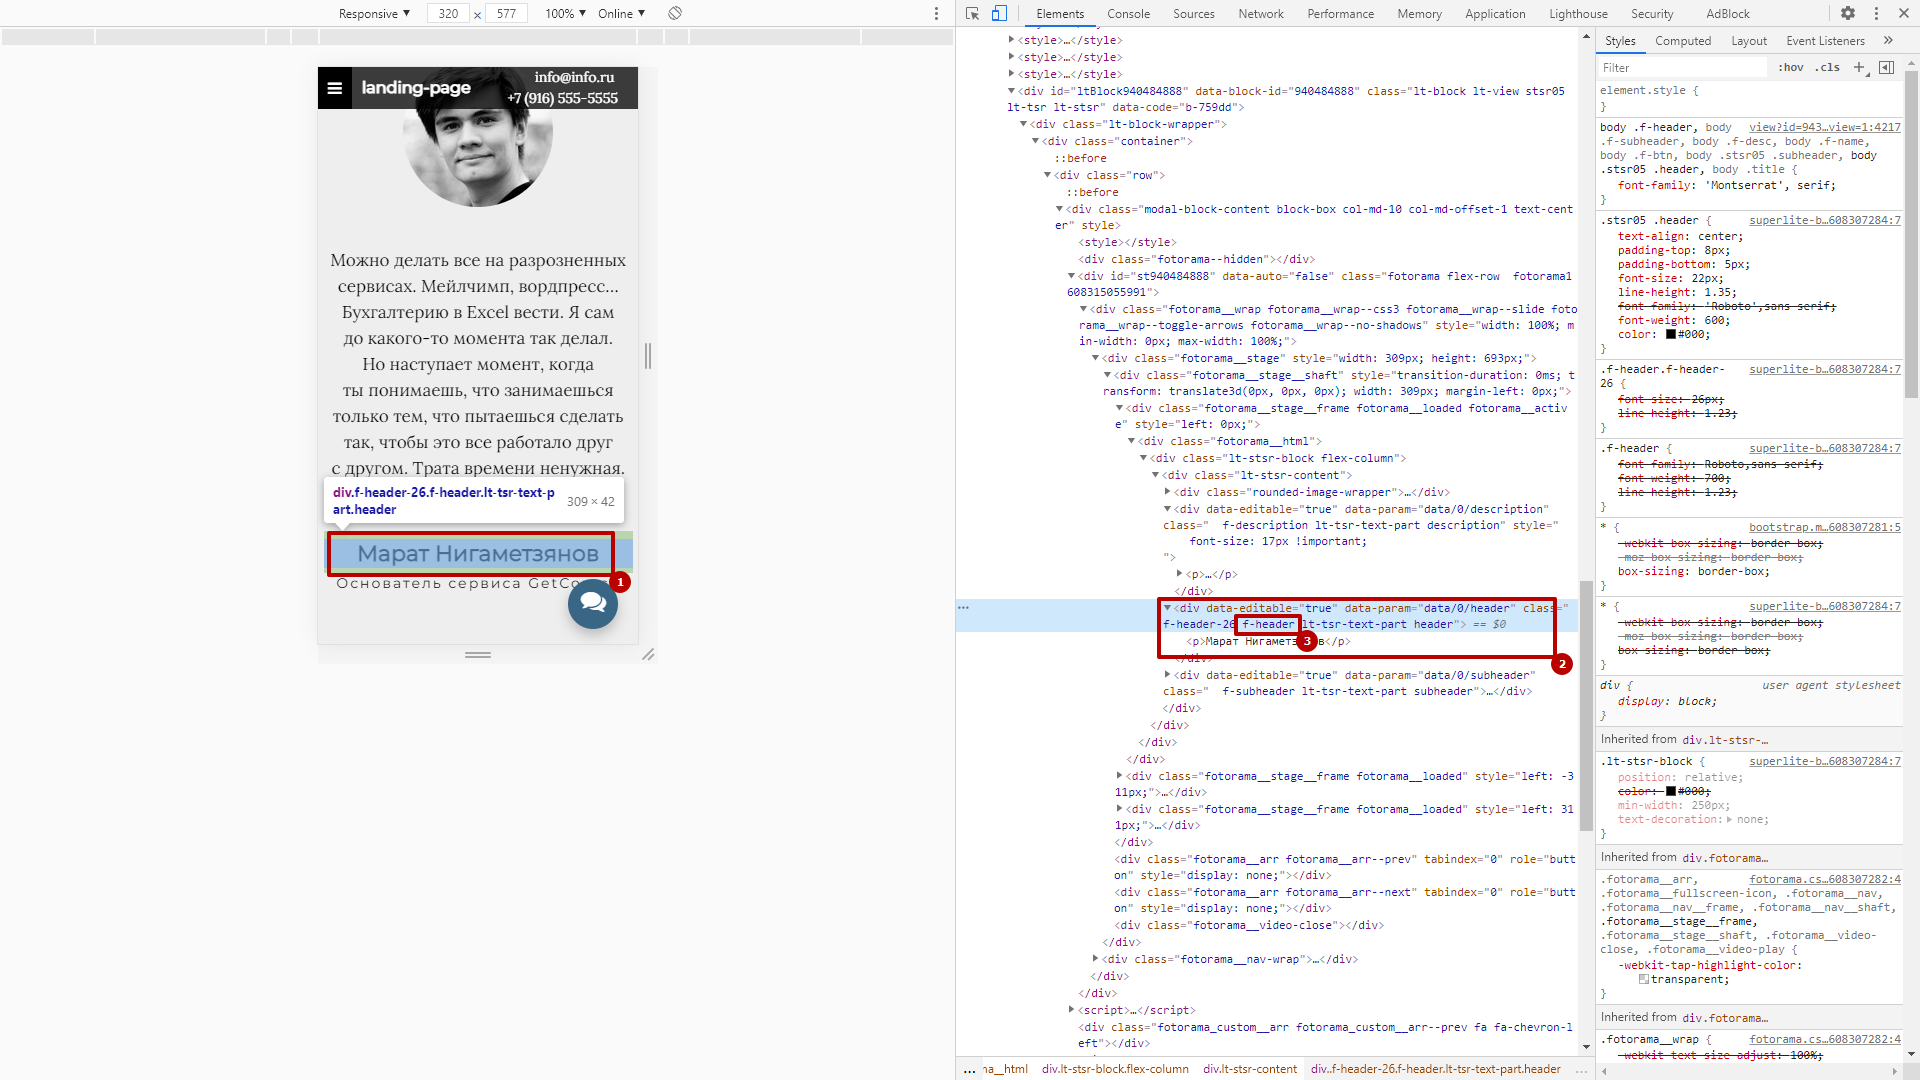 Responsive ▼ 320 x 577 100% ▼ Online ▼
landing-page
info@info.ru
+7 (916) 555-5555
Можно делать все на разрозненных
сервисах. Мейлчимп, вордпресс...
Бухгалтерию в Excel вести. Я сам
до какого-то момента так делал.
Но наступает момент, когда
ты понимаешь, что занимаешься
только тем, что пытаешься сделать
так, чтобы это все работало друг
с другом. Трата времени ненужная.
div.f-header-26.f-header.lt-tsr-text-p
art.header
309 × 42
Марат Нигаметзянов
1
Основатель сервиса GetCo
Elements Console Sources Network Performance Memory Application Lighthouse Security AdBlock
<style>…</style>
<style>…</style>
<style>…</style>
<div id="ltBlock940484888" data-block-id="940484888" class="lt-block lt-view stsr05
lt-tsr lt-stsr" data-code="b-759dd">
<div class="lt-block-wrapper">
<div class="container">
::before
<div class="row">
::before
<div class="modal-block-content block-box col-md-10 col-md-offset-1 text-cent
er" style>
<style></style>
<div class="fotorama--hidden"></div>
<div id="st940484888" data-auto="false" class="fotorama flex-row  fotorama1
608315055991">
<div class="fotorama__wrap fotorama__wrap--css3 fotorama__wrap--slide foto
rama__wrap--toggle-arrows fotorama__wrap--no-shadows" style="width: 100%; m
in-width: 0px; max-width: 100%;">
<div class="fotorama__stage" style="width: 309px; height: 693px;">
<div class="fotorama__stage__shaft" style="transition-duration: 0ms; t
ransform: translate3d(0px, 0px, 0px); width: 309px; margin-left: 0px;">
<div class="fotorama__stage__frame fotorama__loaded fotorama__activ
e" style="left: 0px;">
<div class="fotorama__html">
<div class="lt-stsr-block flex-column">
<div class="lt-stsr-content">
<div class="rounded-image-wrapper">…</div>
<div data-editable="true" data-param="data/0/description"
class="  f-description lt-tsr-text-part description" style="
font-size: 17px !important;
">
<p>…</p>
</div>
<div data-editable="true" data-param="data/0/header" class="
f-header-26 f-header lt-tsr-text-part header"> == $0
<p>Марат Нигаметз в</p>
3
2
</div>
<div data-editable="true" data-param="data/0/subheader"
class="  f-subheader lt-tsr-text-part subheader">…</div>
</div>
</div>
</div>
</div>
<div class="fotorama__stage__frame fotorama__loaded" style="left: -3
11px;">…</div>
<div class="fotorama__stage__frame fotorama__loaded" style="left: 31
1px;">…</div>
</div>
<div class="fotorama__arr fotorama__arr--prev" tabindex="0" role="butt
on" style="display: none;"></div>
<div class="fotorama__arr fotorama__arr--next" tabindex="0" role="butt
on" style="display: none;"></div>
<div class="fotorama__video-close"></div>
</div>
<div class="fotorama__nav-wrap">…</div>
</div>
</div>
<script>…</script>
<div class="fotorama_custom__arr fotorama_custom__arr--prev fa fa-chevron-l
eft"></div>
... na__html div.lt-stsr-block.flex-column div.lt-stsr-content div..f-header-26.f-header.lt-tsr-text-part.header ...
Styles Computed Layout Event Listeners »
Filter :hov .cls +
element.style {
}
body .f-header, body view?id=943…view=1:4217
.f-subheader, body .f-desc, body .f-name,
body .f-btn, body .stsr05 .subheader, body
.stsr05 .header, body .title {
font-family: 'Montserrat', serif;
}
.stsr05 .header { superlite-b…608307284:7
text-align: center;
padding-top: 8px;
padding-bottom: 5px;
font-size: 22px;
line-height: 1.35;
font-family: 'Roboto',sans-serif;
font-weight: 600;
color: #000;
}
.f-header.f-header- superlite-b…608307284:7
26 {
font-size: 26px;
line-height: 1.23;
}
.f-header { superlite-b…608307284:7
font-family: Roboto,sans-serif;
font-weight: 700;
line-height: 1.23;
}
* { bootstrap.m…608307281:5
-webkit-box-sizing: border-box;
-moz-box-sizing: border-box;
box-sizing: border-box;
}
* { superlite-b…608307284:7
-webkit-box-sizing: border-box;
-moz-box-sizing: border-box;
box-sizing: border-box;
}
div { user agent stylesheet
display: block;
}
Inherited from div.lt-stsr-…
.lt-stsr-block { superlite-b…608307284:7
position: relative;
color: #000;
min-width: 250px;
text-decoration: none;
}
Inherited from div.fotorama…
.fotorama__arr, fotorama.cs…608307282:4
.fotorama__fullscreen-icon, .fotorama__nav,
.fotorama__nav__frame, .fotorama__nav__shaft,
.fotorama__stage__frame,
.fotorama__stage__shaft, .fotorama__video-
close, .fotorama__video-play {
-webkit-tap-highlight-color:
transparent;
}
Inherited from div.fotorama…
.fotorama__wrap { fotorama.cs…608307282:4
-webkit-text-size-adjust: 100%;